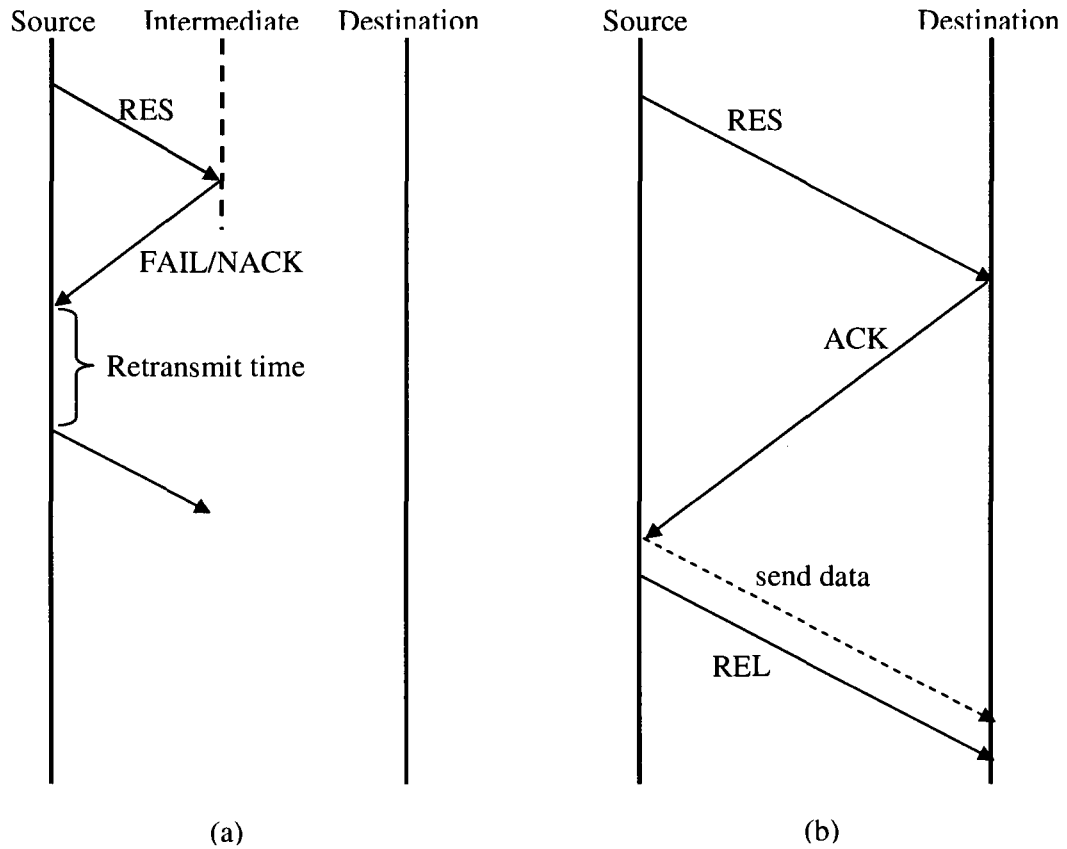 Source Intermediate Destination
RES
FAIL/NACK
Retransmit time
(a)
Source Destination
RES
ACK
send data
REL
(b)